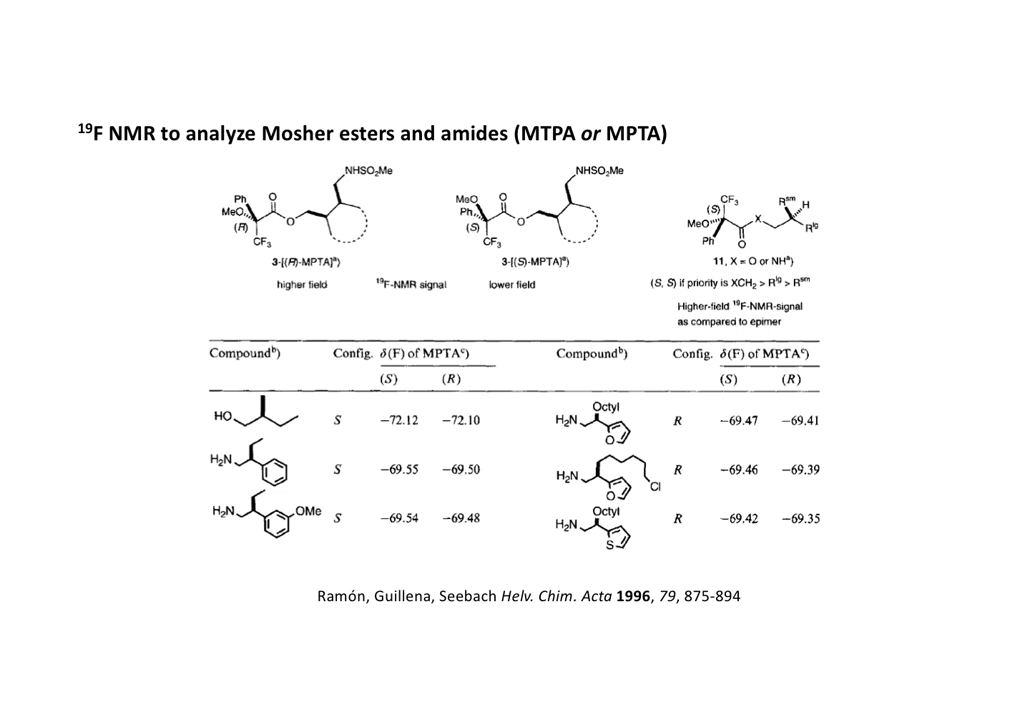 19F NMR to analyze Mosher esters and amides (MTPA or MPTA)
NHSO2Me
Ph
O
MeO
O
(R)
CF3
3-[(R)-MPTA]a)
higher field
19F-NMR signal
NHSO2Me
MeO
O
Ph
O
(S)
CF3
3-[(S)-MPTA]a)
lower field
CF3
Rsm
H
(S)
MeO
X
Rlg
Ph
O
11, X = O or NHa)
(S, S) if priority is XCH2 > Rlg > Rsm
Higher-field 19F-NMR-signal
as compared to epimer
Compoundb) Config. δ(F) of MPTAc) Compoundb) Config. δ(F) of MPTAc)
(S) (R) (S) (R)
HO S −72.12 −72.10 H2N Octyl O R −69.47 −69.41
H2N S −69.55 −69.50 H2N O Cl R −69.46 −69.39
H2N OMe S −69.54 −69.48 H2N Octyl S R −69.42 −69.35
Ramón, Guillena, Seebach Helv. Chim. Acta 1996, 79, 875-894